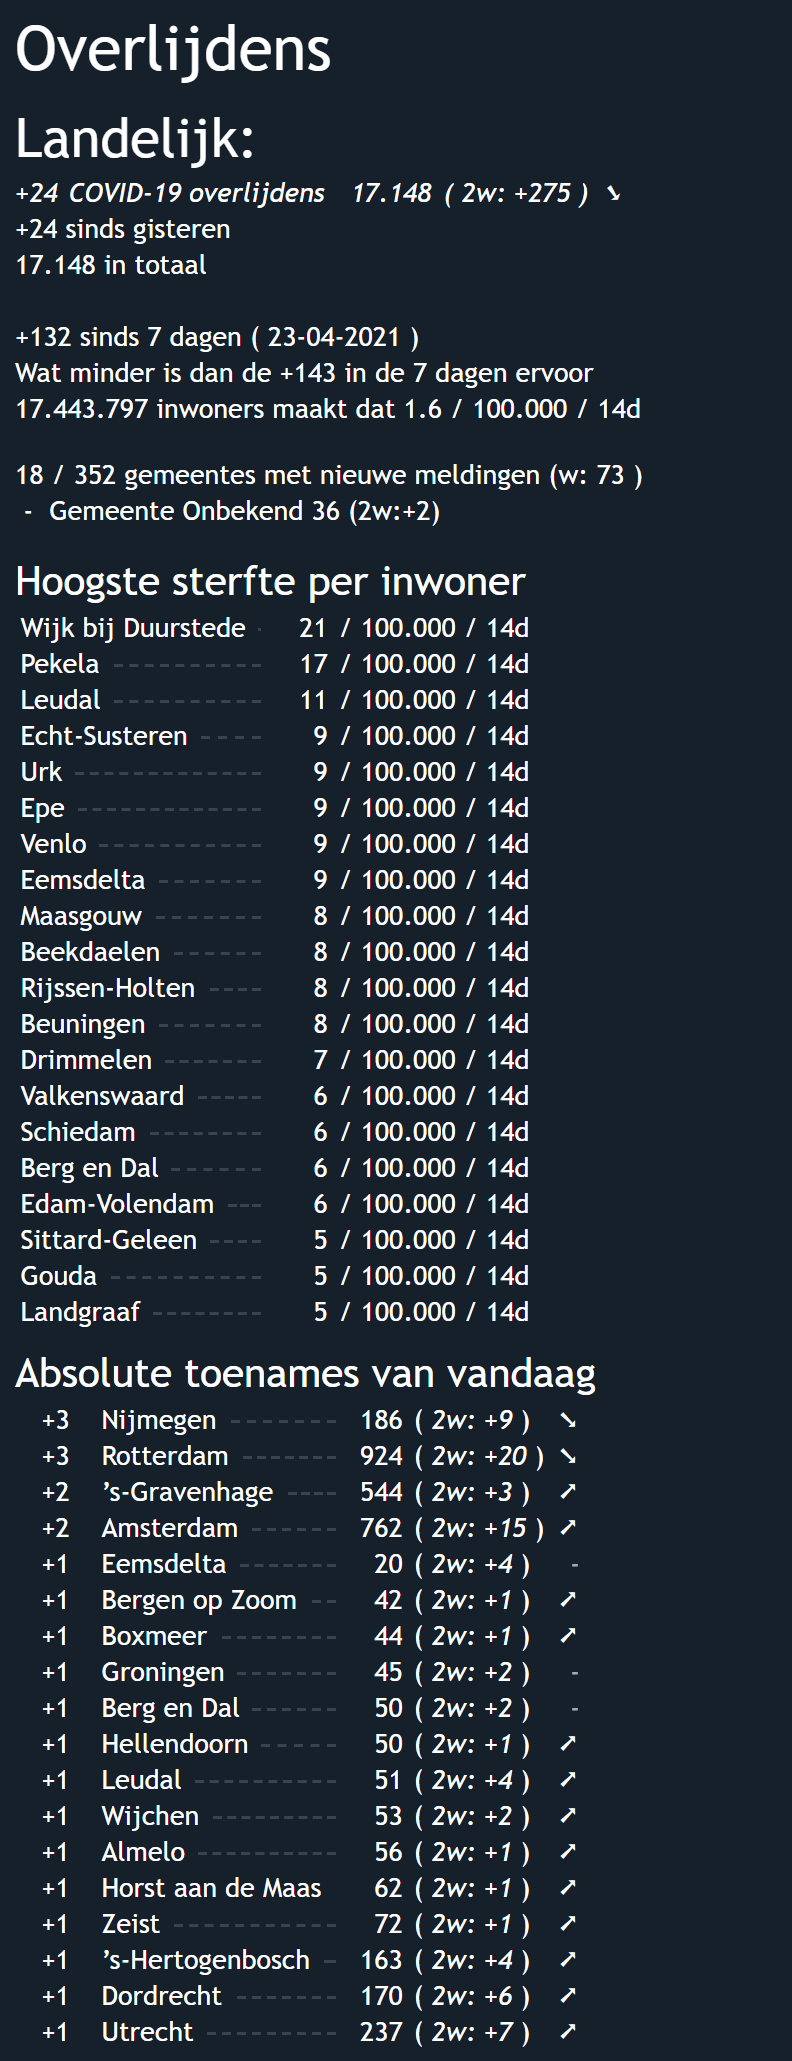 Overlijdens
Landelijk:
+24 COVID-19 overlijdens 17.148 ( 2w: +275 ) ➘
+24 sinds gisteren
17.148 in totaal
+132 sinds 7 dagen ( 23-04-2021 )
Wat minder is dan de +143 in de 7 dagen ervoor
17.443.797 inwoners maakt dat 1.6 / 100.000 / 14d
18 / 352 gemeentes met nieuwe meldingen (w: 73 )
- Gemeente Onbekend 36 (2w:+2)
Hoogste sterfte per inwoner
Wijk bij Duurstede - 21 / 100.000 / 14d
Pekela ---------- 17 / 100.000 / 14d
Leudal ---------- 11 / 100.000 / 14d
Echt-Susteren ---- 9 / 100.000 / 14d
Urk ------------- 9 / 100.000 / 14d
Epe ------------- 9 / 100.000 / 14d
Venlo ----------- 9 / 100.000 / 14d
Eemsdelta ------- 9 / 100.000 / 14d
Maasgouw ------- 8 / 100.000 / 14d
Beekdaelen ------ 8 / 100.000 / 14d
Rijssen-Holten ---- 8 / 100.000 / 14d
Beuningen ------- 8 / 100.000 / 14d
Drimmelen ------- 7 / 100.000 / 14d
Valkenswaard ----- 6 / 100.000 / 14d
Schiedam -------- 6 / 100.000 / 14d
Berg en Dal ------ 6 / 100.000 / 14d
Edam-Volendam --- 6 / 100.000 / 14d
Sittard-Geleen ---- 5 / 100.000 / 14d
Gouda ---------- 5 / 100.000 / 14d
Landgraaf -------- 5 / 100.000 / 14d
Absolute toenames van vandaag
+3 Nijmegen ------- 186 ( 2w: +9 ) ➘
+3 Rotterdam ------ 924 ( 2w: +20 ) ➘
+2 ’s-Gravenhage ---- 544 ( 2w: +3 ) ➚
+2 Amsterdam ------ 762 ( 2w: +15 ) ➚
+1 Eemsdelta ------- 20 ( 2w: +4 ) -
+1 Bergen op Zoom -- 42 ( 2w: +1 ) ➚
+1 Boxmeer -------- 44 ( 2w: +1 ) ➚
+1 Groningen ------- 45 ( 2w: +2 ) -
+1 Berg en Dal ------ 50 ( 2w: +2 ) -
+1 Hellendoorn ----- 50 ( 2w: +1 ) ➚
+1 Leudal ---------- 51 ( 2w: +4 ) ➚
+1 Wijchen --------- 53 ( 2w: +2 ) ➚
+1 Almelo ---------- 56 ( 2w: +1 ) ➚
+1 Horst aan de Maas 62 ( 2w: +1 ) ➚
+1 Zeist ----------- 72 ( 2w: +1 ) ➚
+1 ’s-Hertogenbosch - 163 ( 2w: +4 ) ➚
+1 Dordrecht ------- 170 ( 2w: +6 ) ➚
+1 Utrecht --------- 237 ( 2w: +7 ) ➚